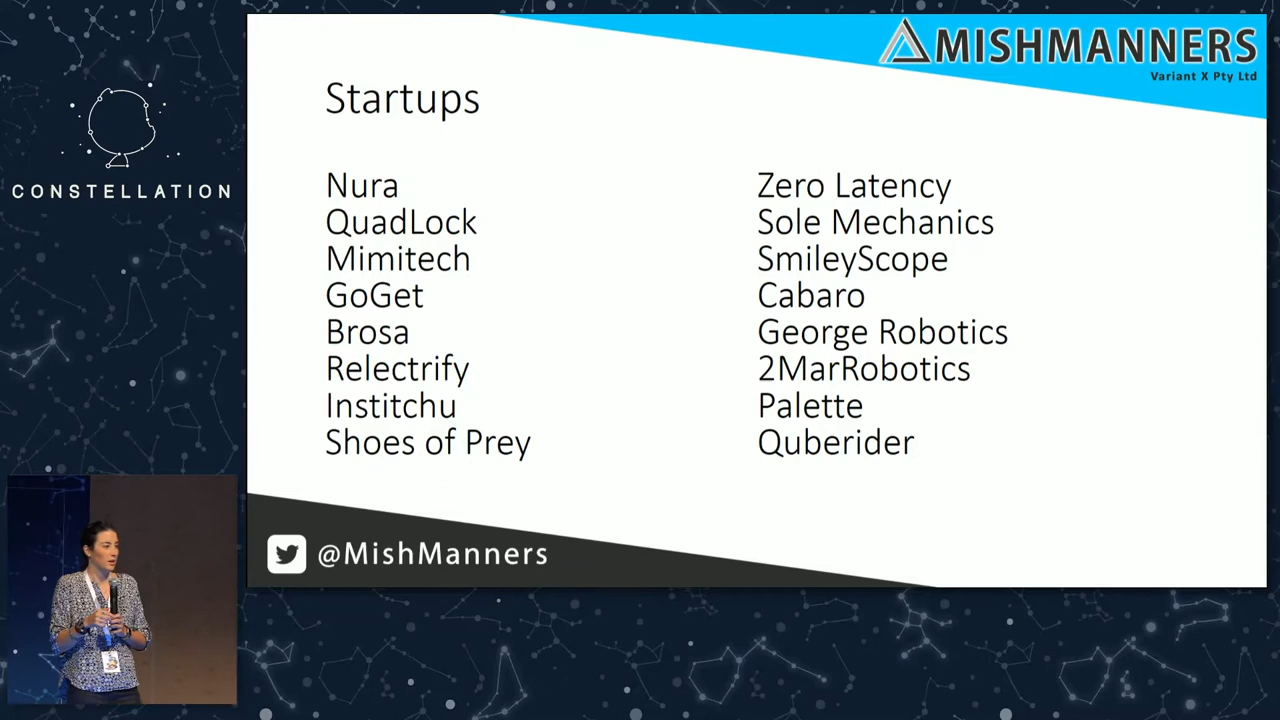 MISHMANNERS
Variant X Pty Ltd
CONSTELLATION
Startups
Nura
QuadLock
Mimitech
GoGet
Brosa
Relectrify
Institchu
Shoes of Prey
Zero Latency
Sole Mechanics
SmileyScope
Cabaro
George Robotics
2MarRobotics
Palette
Quberider
@MishManners